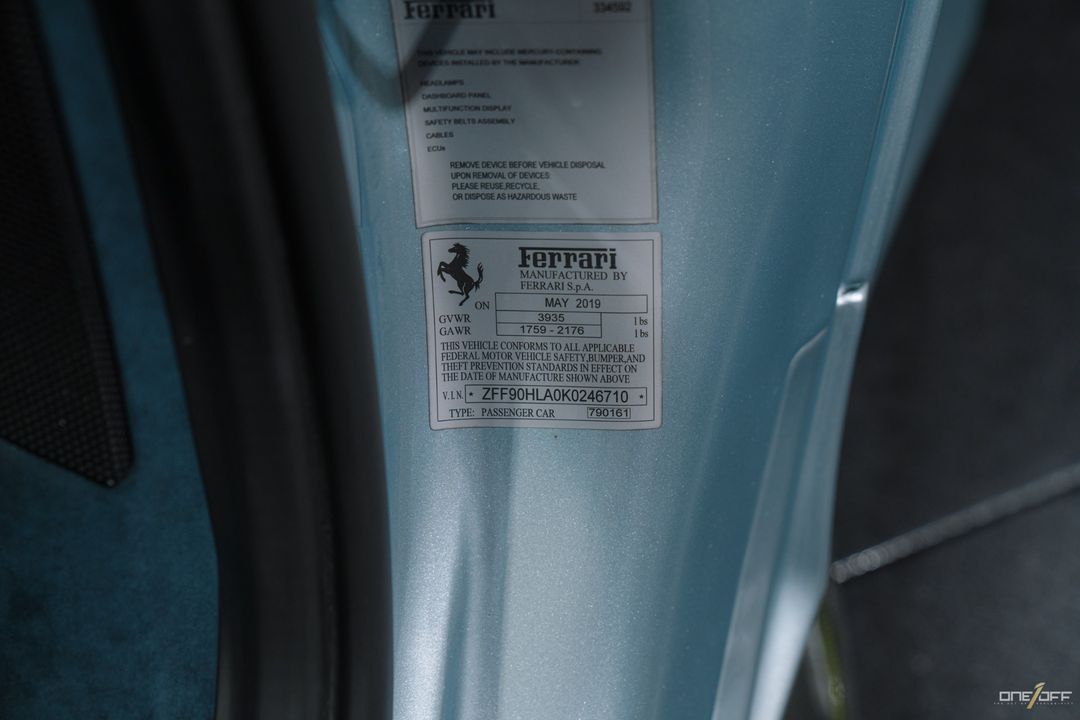 Ferrari 334592
THIS VEHICLE MAY INCLUDE MERCURY-CONTAINING
DEVICES INSTALLED BY THE MANUFACTURER:
HEADLAMPS
DASHBOARD PANEL
MULTIFUNCTION DISPLAY
SAFETY BELTS ASSEMBLY
CABLES
ECUs
REMOVE DEVICE BEFORE VEHICLE DISPOSAL
UPON REMOVAL OF DEVICES:
PLEASE REUSE,RECYCLE,
OR DISPOSE AS HAZARDOUS WASTE
Ferrari
MANUFACTURED BY
FERRARI S.p.A.
ON MAY 2019
GVWR 3935 lbs
GAWR 1759 - 2176 lbs
THIS VEHICLE CONFORMS TO ALL APPLICABLE
FEDERAL MOTOR VEHICLE SAFETY,BUMPER,AND
THEFT PREVENTION STANDARDS IN EFFECT ON
THE DATE OF MANUFACTURE SHOWN ABOVE
V.I.N. * ZFF90HLA0K0246710 *
TYPE: PASSENGER CAR 790161
ONE1OFF